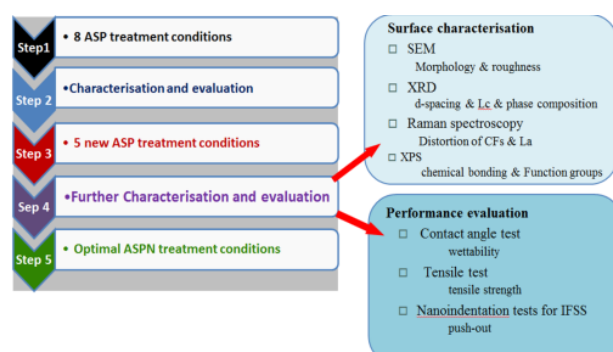 Step1
• 8 ASP treatment conditions
Step 2
•Characterisation and evaluation
Step 3
• 5 new ASP treatment conditions
Sep 4
•Further Characterisation and evaluation
Step 5
• Optimal ASPN treatment conditions
Surface characterisation
□ SEM
Morphology & roughness
□ XRD
d-spacing & Lc & phase composition
□ Raman spectroscopy
Distortion of CFs & La
□ XPS
chemical bonding & Function groups
Performance evaluation
□ Contact angle test
wettability
□ Tensile test
tensile strength
□ Nanoindentation tests for IFSS
push-out